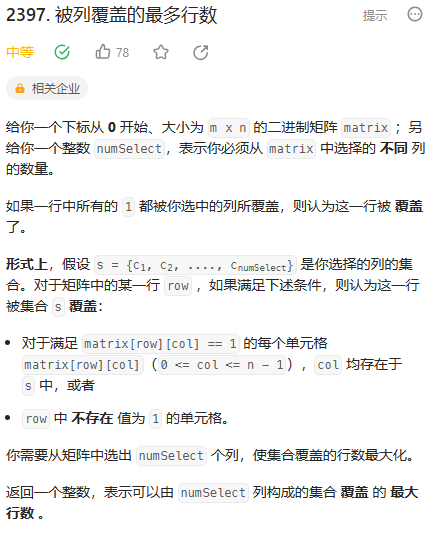 2397. 被列覆盖的最多行数
提示
中等
78
相关企业
给你一个下标从 0 开始、大小为 m x n 的二进制矩阵 matrix ；另
给你一个整数 numSelect，表示你必须从 matrix 中选择的 不同 列
的数量。
如果一行中所有的 1 都被你选中的列所覆盖，则认为这一行被 覆盖
了。
形式上，假设 s = {c1, c2, ...., cnumSelect} 是你选择的列的集
合。对于矩阵中的某一行 row ，如果满足下述条件，则认为这一行
被集合 s 覆盖：
• 对于满足 matrix[row][col] == 1 的每个单元格
matrix[row][col]（0 <= col <= n - 1），col 均存在于
s 中，或者
• row 中 不存在 值为 1 的单元格。
你需要从矩阵中选出 numSelect 个列，使集合覆盖的行数最大化。
返回一个整数，表示可以由 numSelect 列构成的集合 覆盖 的 最大
行数 。